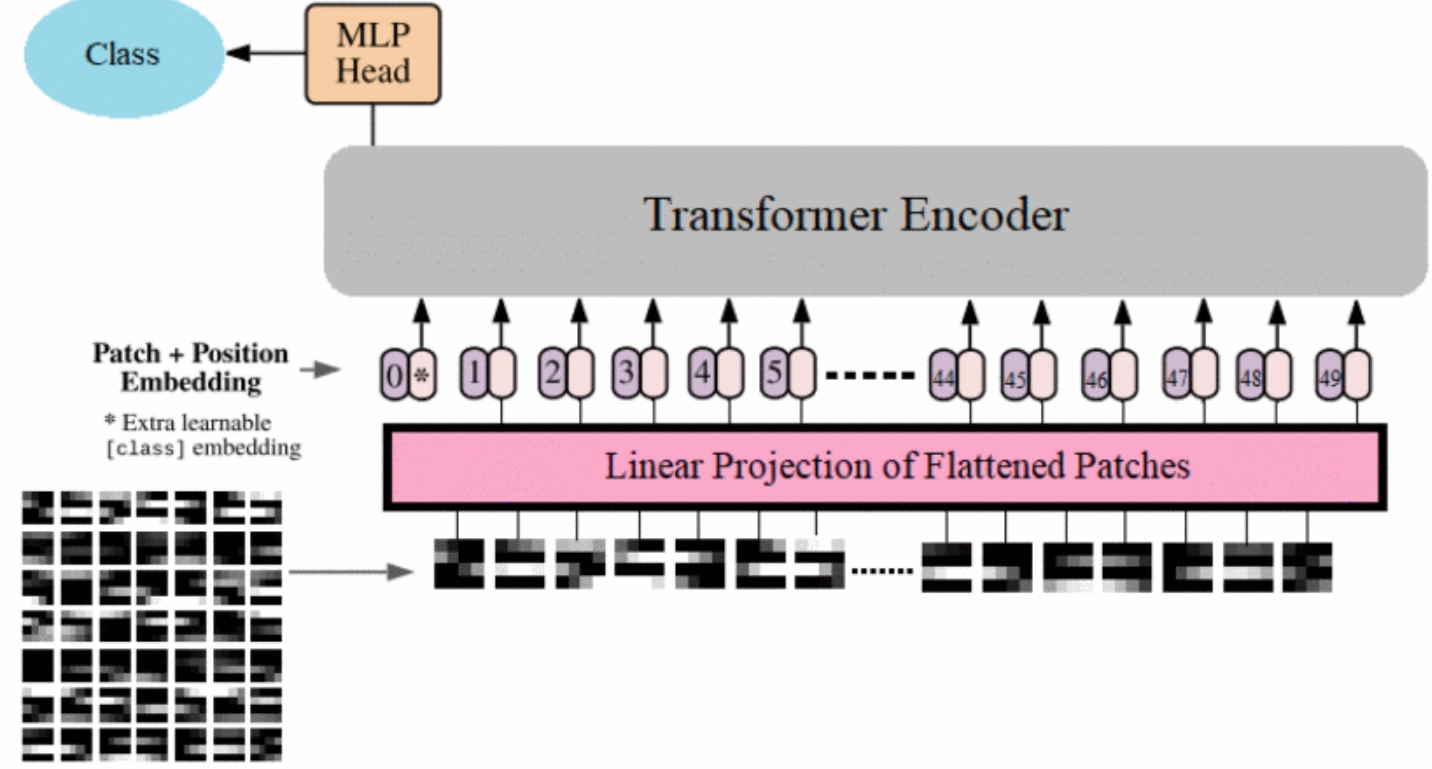 Class
MLP
Head
Transformer Encoder
Patch + Position
Embedding
* Extra learnable
[class] embedding
0 * 1 2 3 4 5 44 45 46 47 48 49
Linear Projection of Flattened Patches